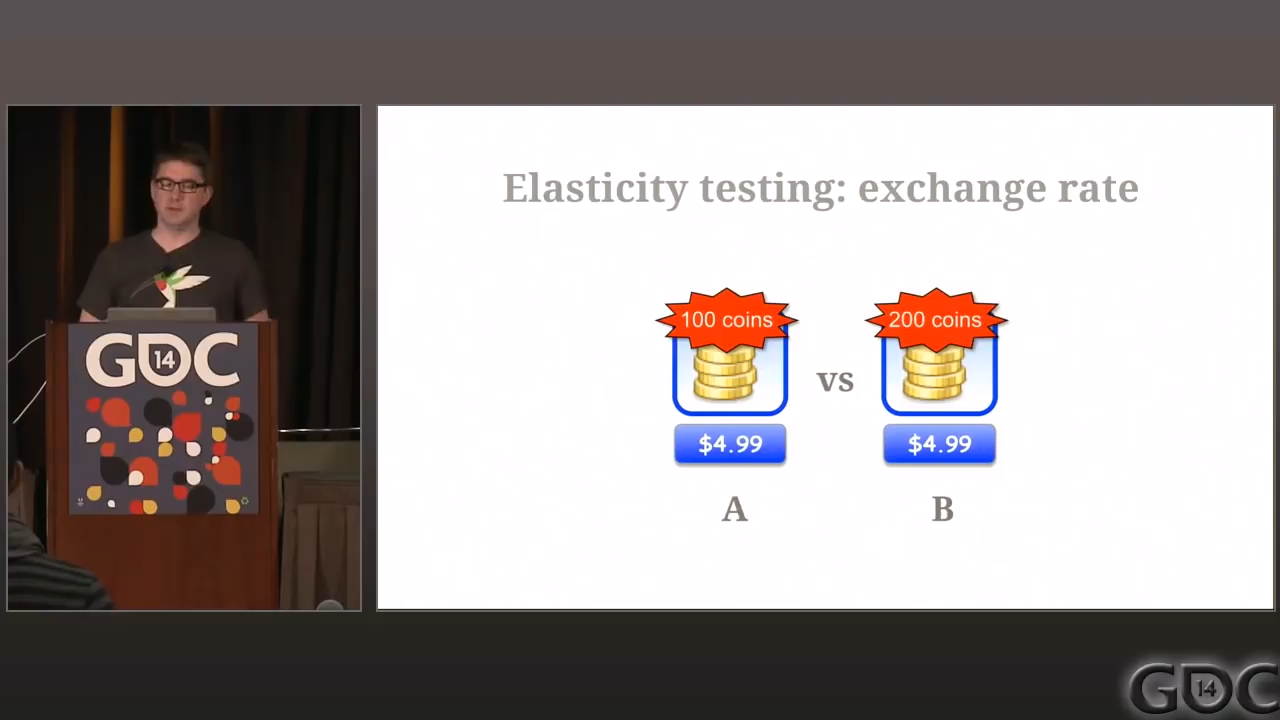 GDC
14
Elasticity testing: exchange rate
100 coins
200 coins
vs
$4.99
$4.99
A
B
GDC
14